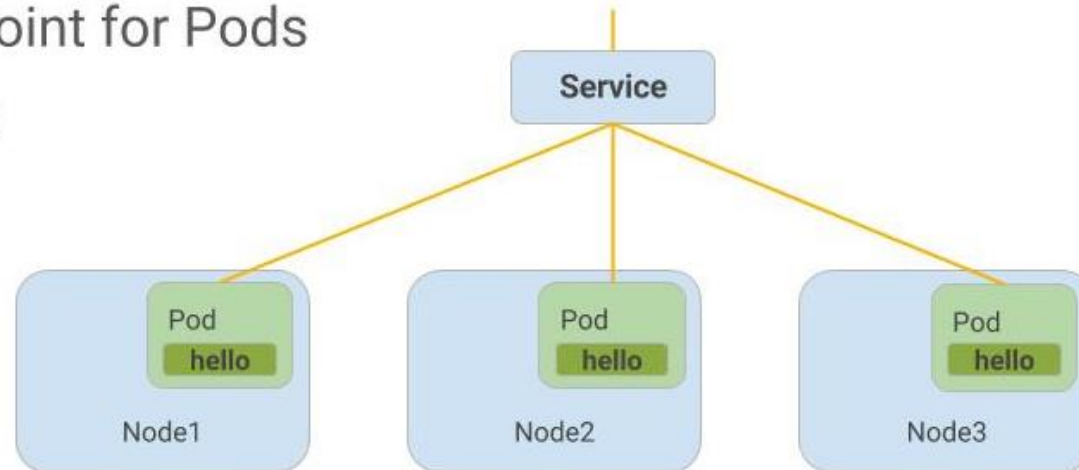 oint for Pods
Service
Pod
hello
Node1
Pod
hello
Node2
Pod
hello
Node3